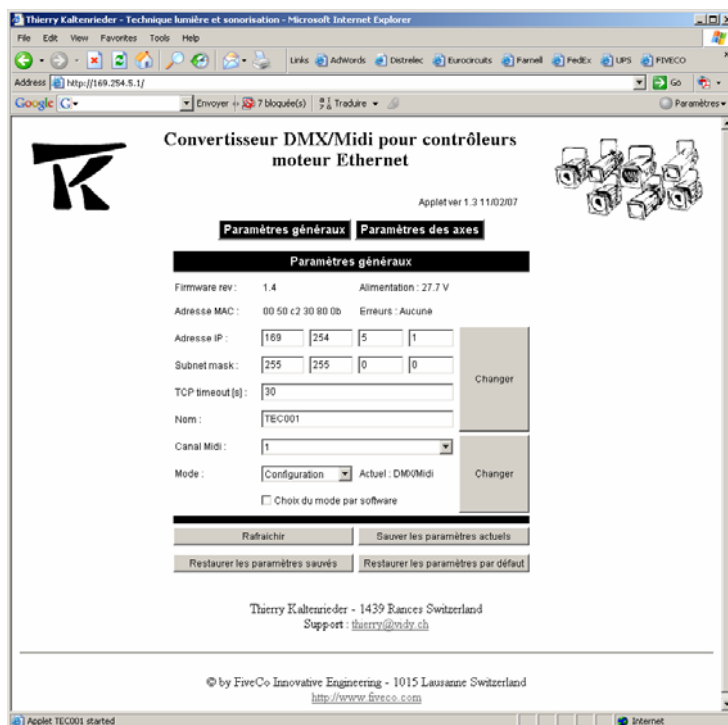 Thierry Kaltenrieder - Technique lumière et sonorisation - Microsoft Internet Explorer
File Edit View Favorites Tools Help
Links AdWords Distrelec Eurocircuits Farnell FedEx UPS FIVECO
Address http://169.254.5.1/ Go
Google G Envoyer 7 bloquée(s) Traduire Paramètres
Convertisseur DMX/Midi pour contrôleurs
moteur Ethernet
Applet ver 1.3 11/02/07
Paramètres généraux Paramètres des axes
Paramètres généraux
Firmware rev : 1.4 Alimentation : 27.7 V
Adresse MAC : 00 50 c2 30 80 0b Erreurs : Aucune
Adresse IP : 169 254 5 1
Subnet mask : 255 255 0 0
Changer
TCP timeout [s] : 30
Nom : TEC001
Canal Midi : 1
Mode : Configuration Actuel : DMX/Midi Changer
Choix du mode par software
Rafraichir Sauver les paramètres actuels
Restaurer les paramètres sauvés Restaurer les paramètres par défaut
Thierry Kaltenrieder - 1439 Rances Switzerland
Support : thierry@vidy.ch
© by FiveCo Innovative Engineering - 1015 Lausanne Switzerland
http://www.fiveco.com
Applet TEC001 started Internet